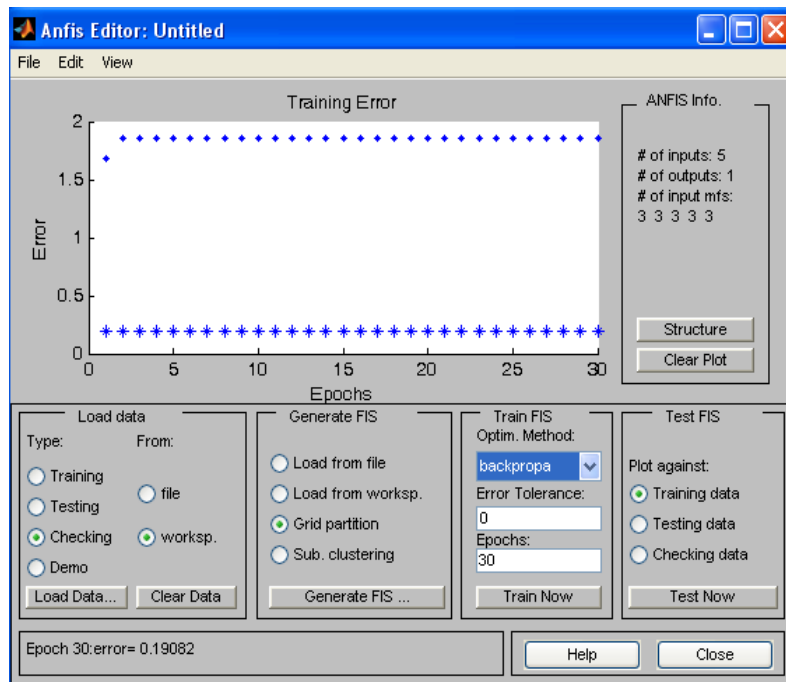 Anfis Editor: Untitled
File Edit View
Training Error
2
1.5
1
0.5
0
Error
0 5 10 15 20 25 30
Epochs
ANFIS Info.
# of inputs: 5
# of outputs: 1
# of input mfs:
3 3 3 3 3
Structure
Clear Plot
Load data
Type: From:
Training
file
Testing
Checking worksp.
Demo
Load Data... Clear Data
Generate FIS
Load from file
Load from worksp.
Grid partition
Sub. clustering
Generate FIS ...
Train FIS
Optim. Method:
backpropa
Error Tolerance:
0
Epochs:
30
Train Now
Test FIS
Plot against:
Training data
Testing data
Checking data
Test Now
Epoch 30:error= 0.19082
Help
Close